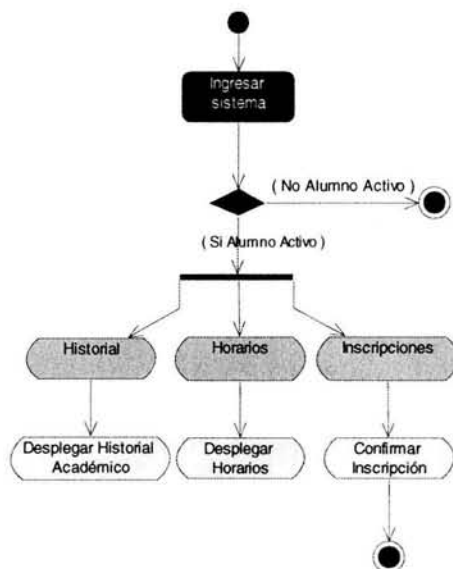 Ingresar
sistema
( No Alumno Activo )
(Si Alumno Activo )
Historial
Horarios
Inscripciones
Desplegar Historial
Académico
Desplegar
Horarios
Confirmar
Inscripción